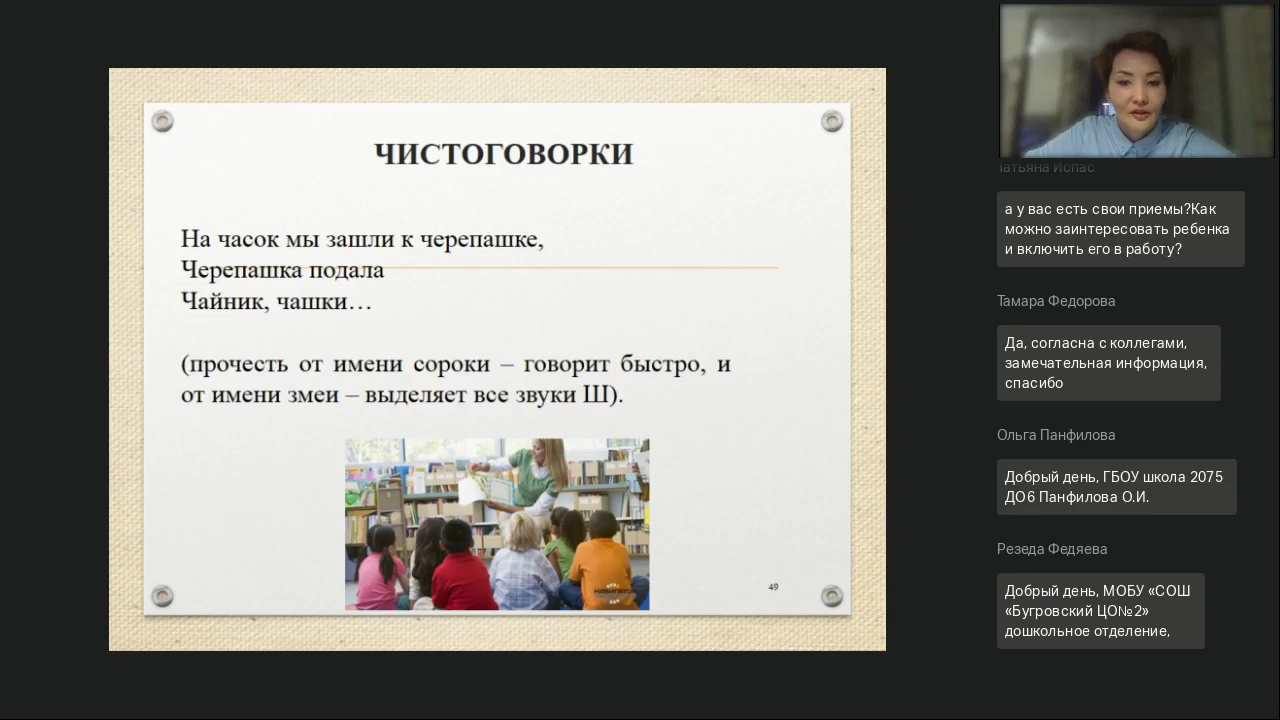 ЧИСТОГОВОРКИ
На часок мы зашли к черепашке,
Черепашка подала
Чайник, чашки…
(прочесть от имени сороки – говорит быстро, и
от имени змеи – выделяет все звуки Ш).
НАВИГАТОР
49
Татьяна Испас
а у вас есть свои приемы?Как
можно заинтересовать ребенка
и включить его в работу?
Тамара Федорова
Да, согласна с коллегами,
замечательная информация,
спасибо
Ольга Панфилова
Добрый день, ГБОУ школа 2075
ДО6 Панфилова О.И.
Резеда Федяева
Добрый день, МОБУ «СОШ
«Бугровский ЦО№2»
дошкольное отделение,